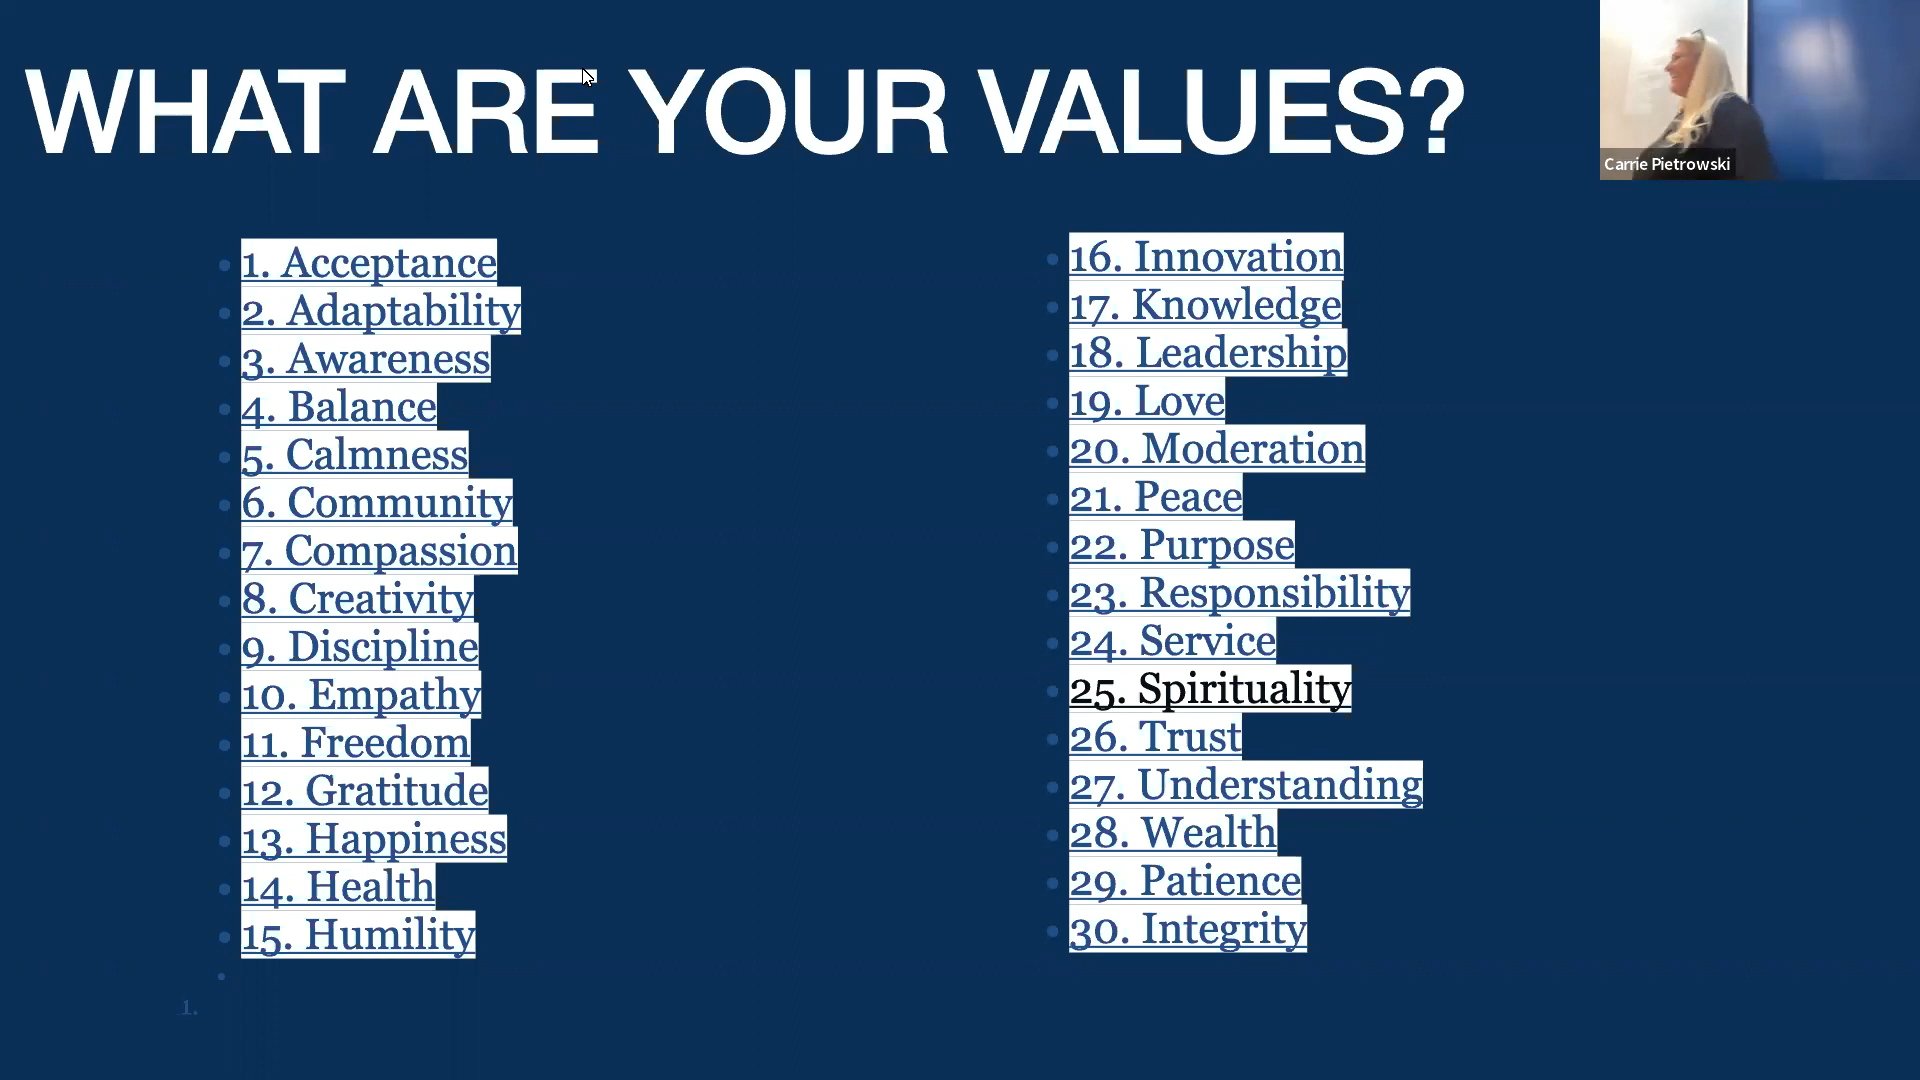 WHAT ARE YOUR VALUES?
Carrie Pietrowski
1. Acceptance
2. Adaptability
3. Awareness
4. Balance
5. Calmness
6. Community
7. Compassion
8. Creativity
9. Discipline
10. Empathy
11. Freedom
12. Gratitude
13. Happiness
14. Health
15. Humility
1.
16. Innovation
17. Knowledge
18. Leadership
19. Love
20. Moderation
21. Peace
22. Purpose
23. Responsibility
24. Service
25. Spirituality
26. Trust
27. Understanding
28. Wealth
29. Patience
30. Integrity